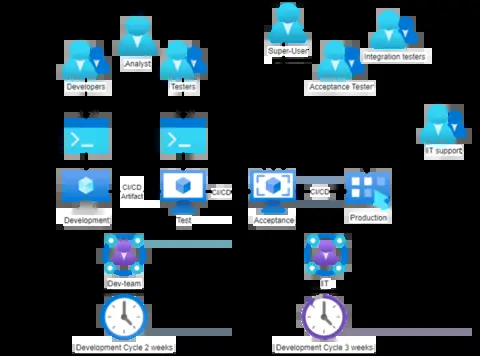 Super-User
Integration testers
Analyst
Developers
Testers
Acceptance Tester
IT support
CI/CD
Artifact
CI/CD
CI/CD
Development
Test
Acceptance
Production
Dev-team
IT
Development Cycle 2 weeks
Development Cycle 3 weeks